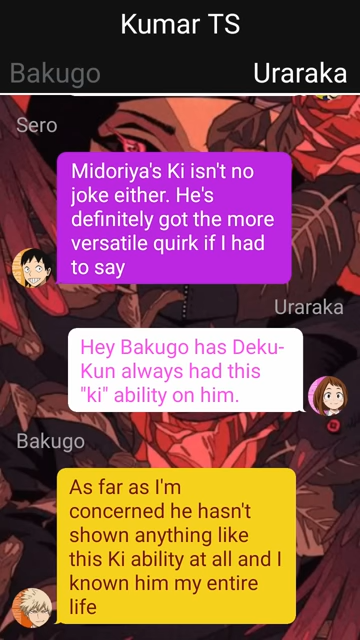 Kumar TS
Bakugo
Uraraka
Sero
Midoriya's Ki isn't no
joke either. He's
definitely got the more
versatile quirk if I had
to say
Uraraka
Hey Bakugo has Deku-
Kun always had this
"ki" ability on him.
Bakugo
As far as I'm
concerned he hasn't
shown anything like
this Ki ability at all and I
known him my entire
life